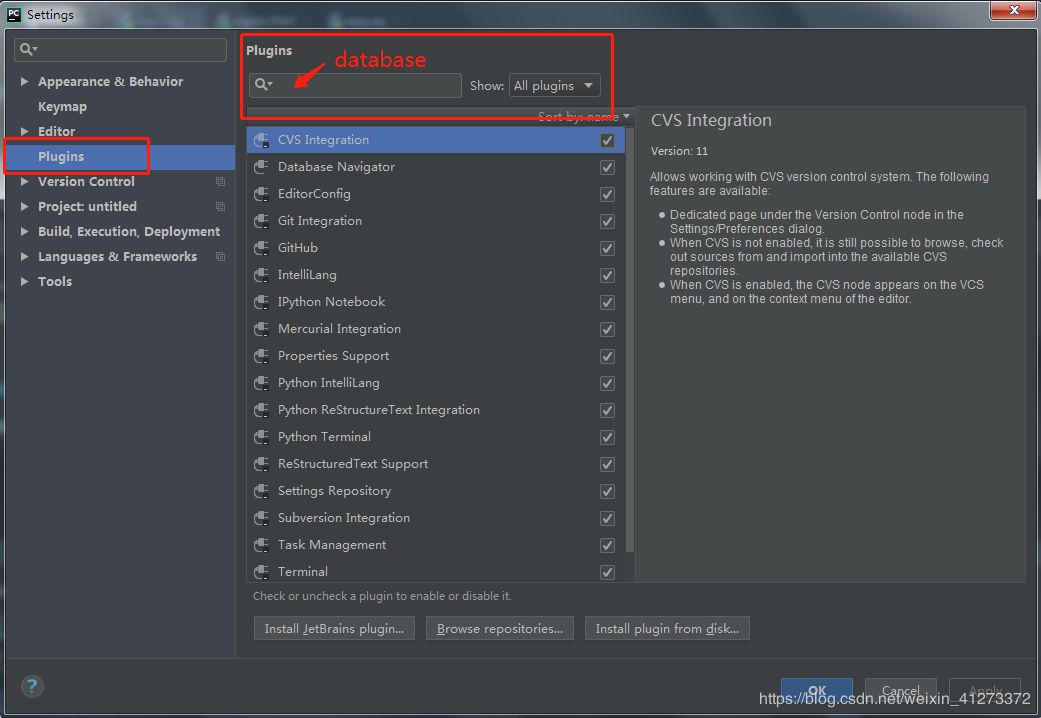 PC Settings
Plugins
database
Show: All plugins
Sort by: name
Appearance & Behavior
Keymap
Editor
Plugins
Version Control
Project: untitled
Build, Execution, Deployment
Languages & Frameworks
Tools
CVS Integration
Database Navigator
EditorConfig
Git Integration
GitHub
IntelliLang
IPython Notebook
Mercurial Integration
Properties Support
Python IntelliLang
Python ReStructureText Integration
Python Terminal
ReStructuredText Support
Settings Repository
Subversion Integration
Task Management
Terminal
CVS Integration
Version: 11
Allows working with CVS version control system. The following
features are available:
● Dedicated page under the Version Control node in the
Settings/Preferences dialog.
● When CVS is not enabled, it is still possible to browse, check
out sources from and import into the available CVS
repositories.
● When CVS is enabled, the CVS node appears on the VCS
menu, and on the context menu of the editor.
Check or uncheck a plugin to enable or disable it.
Install JetBrains plugin...
Browse repositories...
Install plugin from disk...
?
OK
Cancel
Apply
https://blog.csdn.net/weixin_41273372